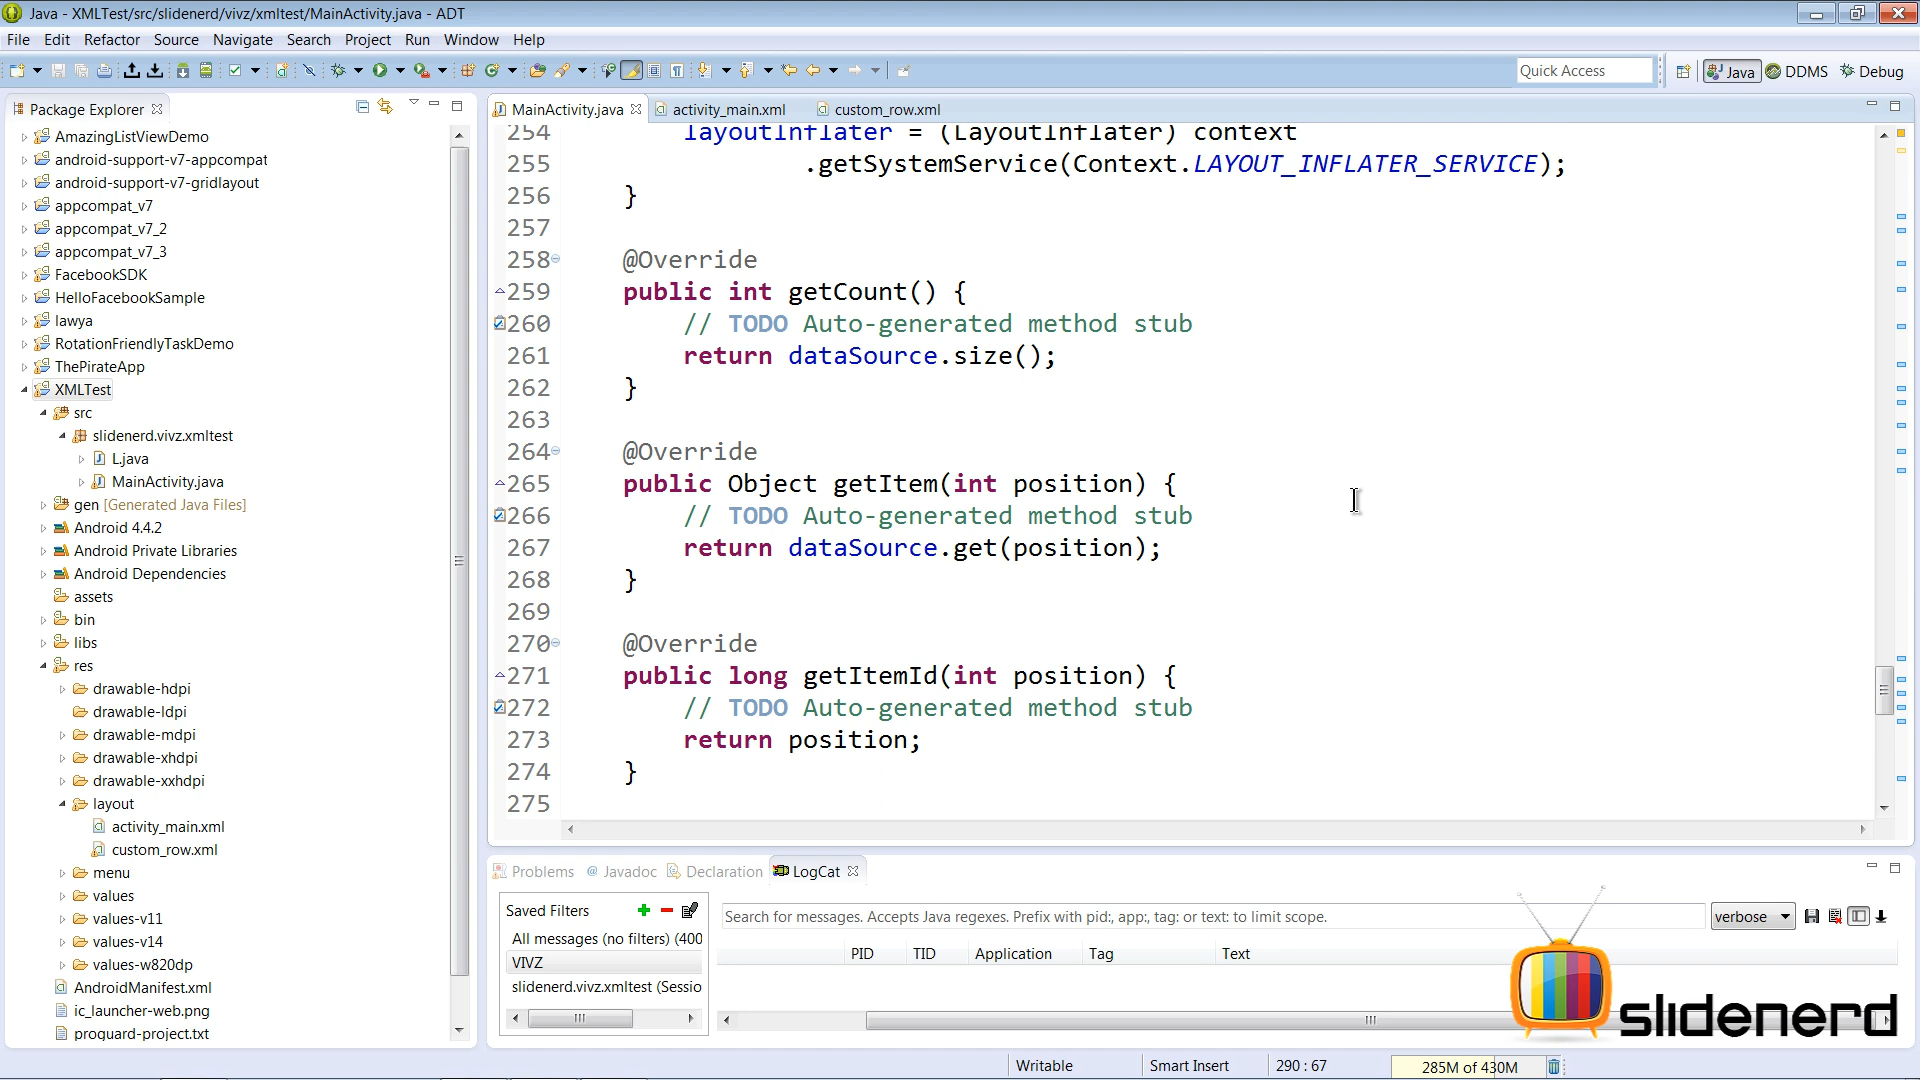 Java - XMLTest/src/slidenerd/vivz/xmltest/MainActivity.java - ADT
File Edit Refactor Source Navigate Search Project Run Window Help
Quick Access Java DDMS Debug
Package Explorer
AmazingListViewDemo
android-support-v7-appcompat
android-support-v7-gridlayout
appcompat_v7
appcompat_v7_2
appcompat_v7_3
FacebookSDK
HelloFacebookSample
lawya
RotationFriendlyTaskDemo
ThePirateApp
XMLTest
src
slidenerd.vivz.xmltest
L.java
MainActivity.java
gen [Generated Java Files]
Android 4.4.2
Android Private Libraries
Android Dependencies
assets
bin
libs
res
drawable-hdpi
drawable-ldpi
drawable-mdpi
drawable-xhdpi
drawable-xxhdpi
layout
activity_main.xml
custom_row.xml
menu
values
values-v11
values-v14
values-w820dp
AndroidManifest.xml
ic_launcher-web.png
proguard-project.txt
MainActivity.java activity_main.xml custom_row.xml
254 layoutInflater = (LayoutInflater) context
255 .getSystemService(Context.LAYOUT_INFLATER_SERVICE);
256 }
257
258 @Override
259 public int getCount() {
260 // TODO Auto-generated method stub
261 return dataSource.size();
262 }
263
264 @Override
265 public Object getItem(int position) {
266 // TODO Auto-generated method stub
267 return dataSource.get(position);
268 }
269
270 @Override
271 public long getItemId(int position) {
272 // TODO Auto-generated method stub
273 return position;
274 }
275
Problems @ Javadoc Declaration LogCat
Saved Filters
All messages (no filters) (400
VIVZ
slidenerd.vivz.xmltest (Sessio
Search for messages. Accepts Java regexes. Prefix with pid:, app:, tag: or text: to limit scope.
verbose
PID TID Application Tag Text
slidenerd
Writable Smart Insert 290 : 67 285M of 430M